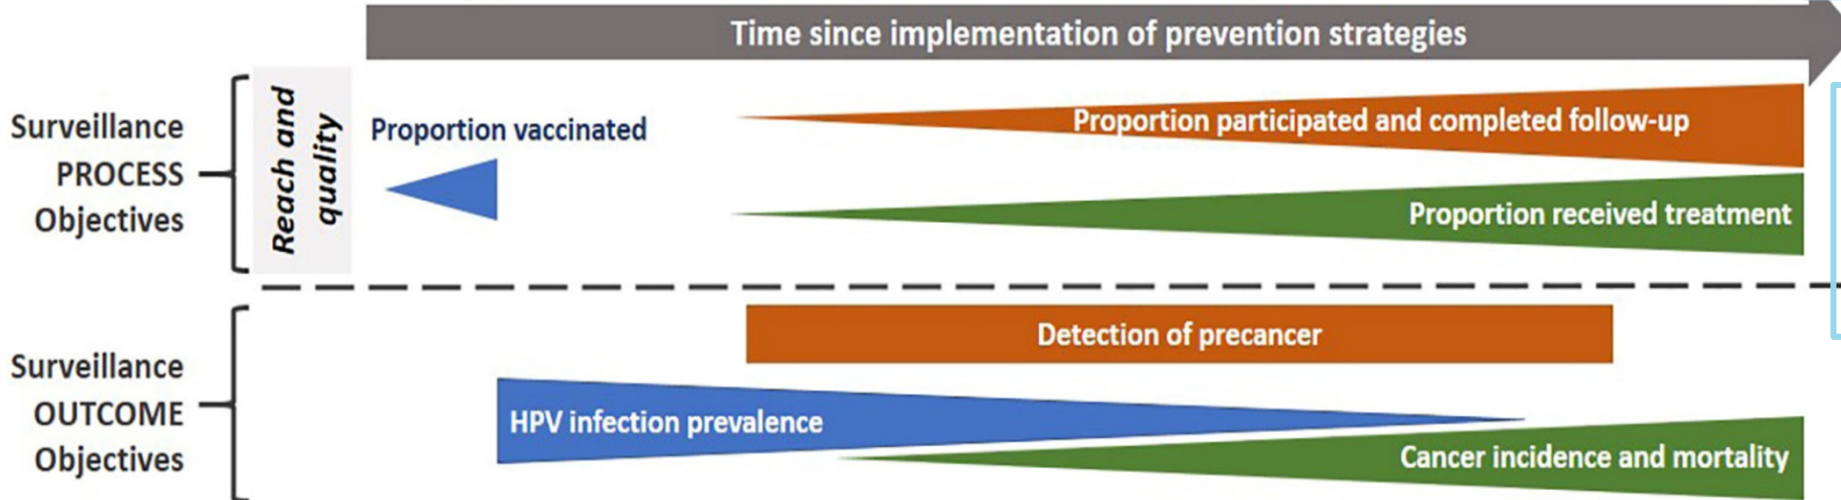 Time since implementation of prevention strategies
Surveillance
PROCESS
Objectives
Reach and
quality
Proportion vaccinated
Proportion participated and completed follow-up
Proportion received treatment
Surveillance
OUTCOME
Objectives
Detection of precancer
HPV infection prevalence
Cancer incidence and mortality